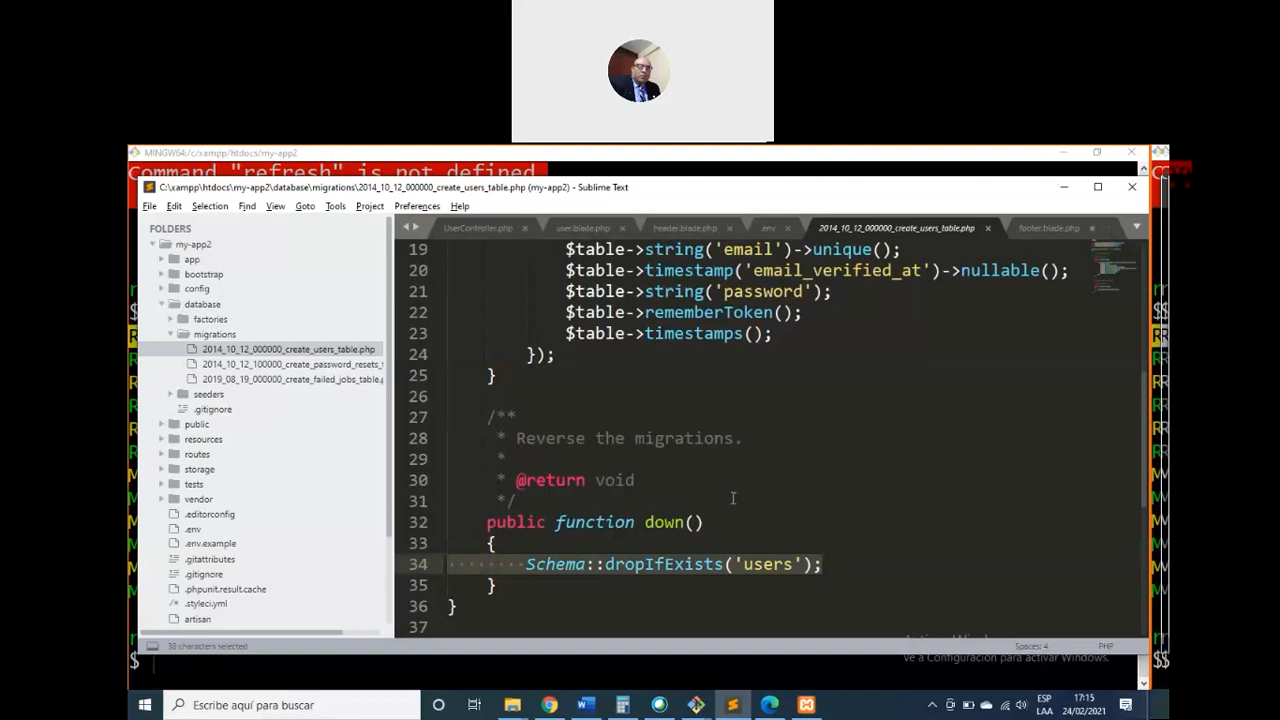 MINGW64:/c/xampp/htdocs/my-app2
Command "refresh" is not defined
C:\xampp\htdocs\my-app2\database\migrations\2014_10_12_000000_create_users_table.php (my-app2) - Sublime Text
File Edit Selection Find View Goto Tools Project Preferences Help
FOLDERS
my-app2
app
bootstrap
config
database
factories
migrations
2014_10_12_000000_create_users_table.php
2014_10_12_100000_create_password_resets_
2019_08_19_000000_create_failed_jobs_table.p
seeders
.gitignore
public
resources
routes
storage
tests
vendor
.editorconfig
.env
.env.example
.gitattributes
.gitignore
.phpunit.result.cache
.styleci.yml
artisan
UserController.php user.blade.php header.blade.php .env 2014_10_12_000000_create_users_table.php footer.blade.php
19 $table->string('email')->unique();
20 $table->timestamp('email_verified_at')->nullable();
21 $table->string('password');
22 $table->rememberToken();
23 $table->timestamps();
24 });
25 }
26
27 /**
28 * Reverse the migrations.
29 *
30 * @return void
31 */
32 public function down()
33 {
34 Schema::dropIfExists('users');
35 }
36 }
37
38 characters selected
Spaces: 4
PHP
Ve a Configuración para activar Windows.
$
Escribe aquí para buscar
ESP
LAA
17:15
24/02/2021